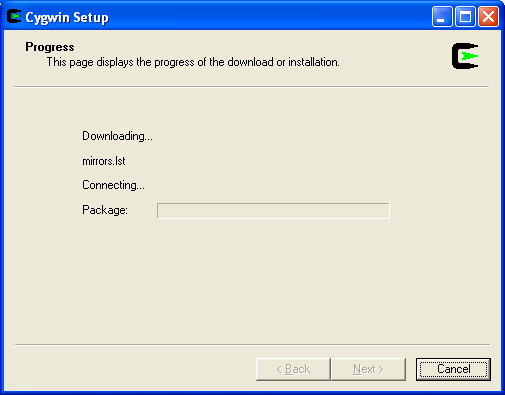 Cygwin Setup
Progress
This page displays the progress of the download or installation.
Downloading...
mirrors.lst
Connecting...
Package:
< Back
Next >
Cancel